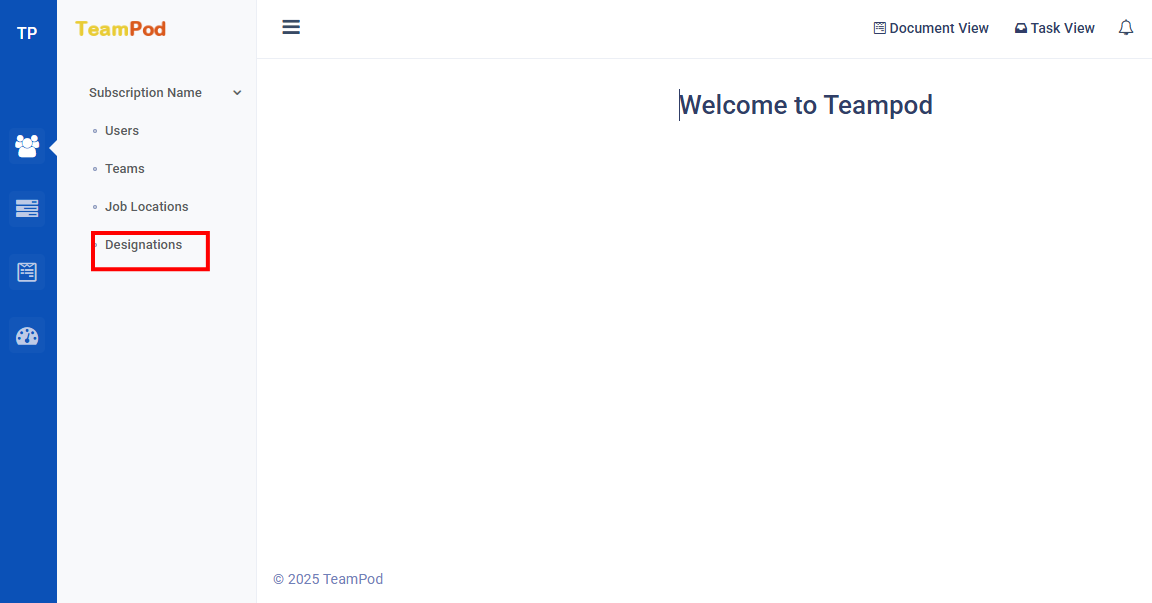 TP
TeamPod
Document View
Task View
Subscription Name
Users
Teams
Job Locations
Designations
Welcome to Teampod
© 2025 TeamPod